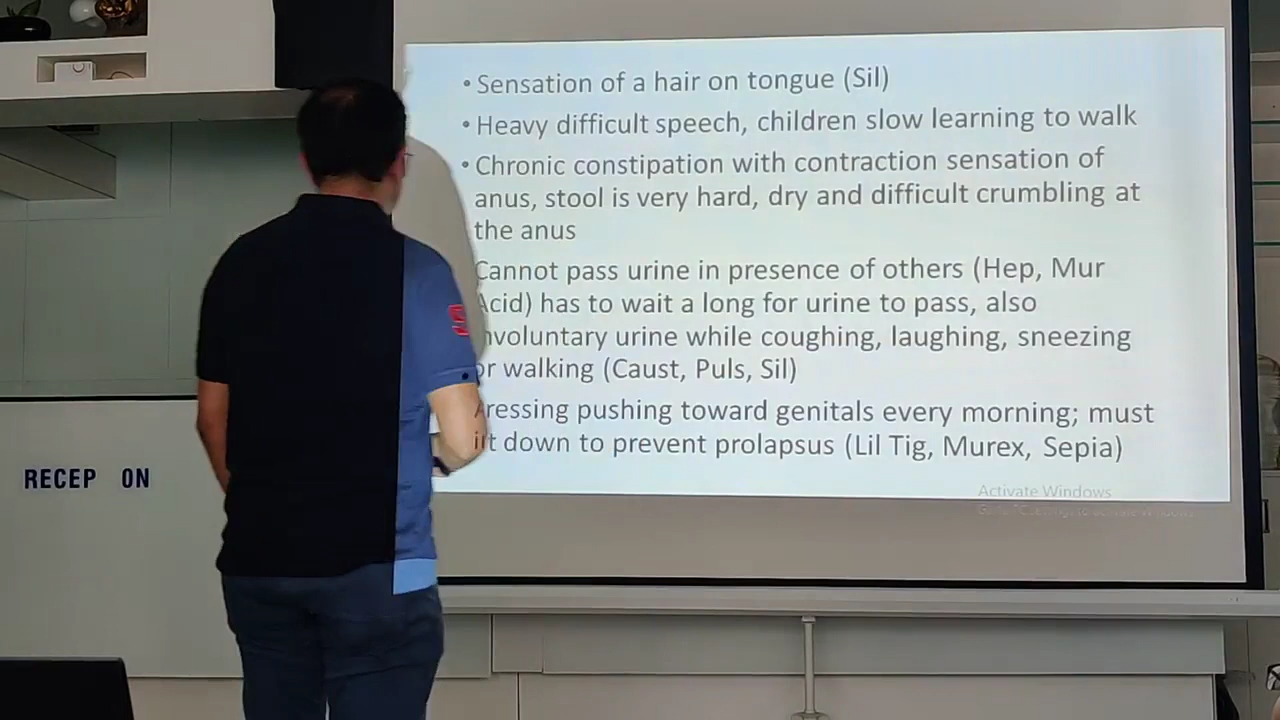 • Sensation of a hair on tongue (Sil)
• Heavy difficult speech, children slow learning to walk
• Chronic constipation with contraction sensation of
anus, stool is very hard, dry and difficult crumbling at
the anus
Cannot pass urine in presence of others (Hep, Mur
Acid) has to wait a long for urine to pass, also
nvoluntary urine while coughing, laughing, sneezing
or walking (Caust, Puls, Sil)
ressing pushing toward genitals every morning; must
it down to prevent prolapsus (Lil Tig, Murex, Sepia)
Activate Windows
RECEP ON